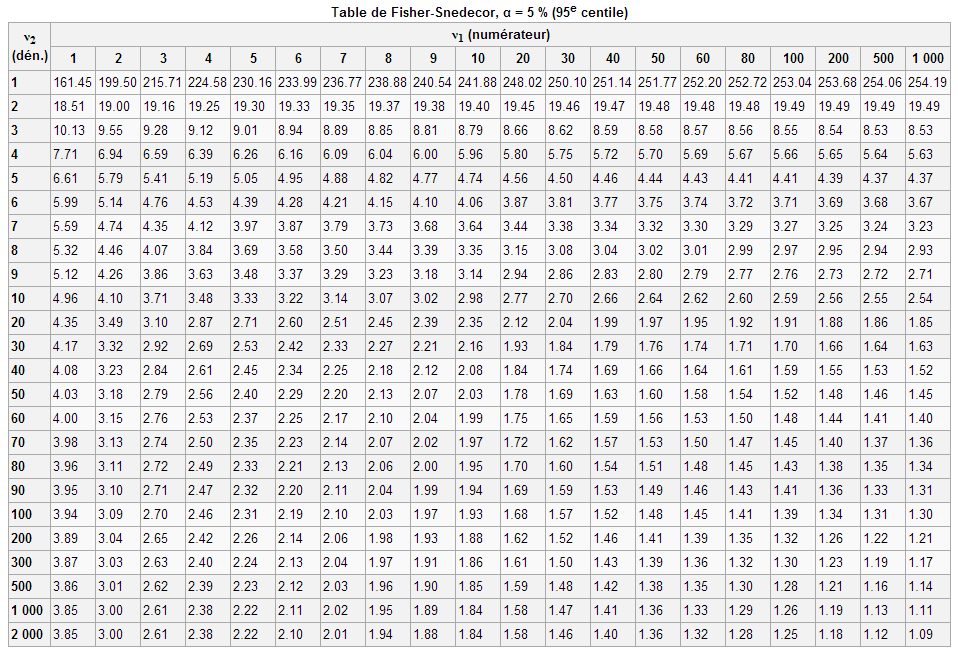 Table de Fisher-Snedecor, α = 5 % (95e centile)
ν2 (dén.) ν1 (numérateur)
1 2 3 4 5 6 7 8 9 10 20 30 40 50 60 80 100 200 500 1 000
1 161.45 199.50 215.71 224.58 230.16 233.99 236.77 238.88 240.54 241.88 248.02 250.10 251.14 251.77 252.20 252.72 253.04 253.68 254.06 254.19
2 18.51 19.00 19.16 19.25 19.30 19.33 19.35 19.37 19.38 19.40 19.45 19.46 19.47 19.48 19.48 19.48 19.49 19.49 19.49 19.49
3 10.13 9.55 9.28 9.12 9.01 8.94 8.89 8.85 8.81 8.79 8.66 8.62 8.59 8.58 8.57 8.56 8.55 8.54 8.53 8.53
4 7.71 6.94 6.59 6.39 6.26 6.16 6.09 6.04 6.00 5.96 5.80 5.75 5.72 5.70 5.69 5.67 5.66 5.65 5.64 5.63
5 6.61 5.79 5.41 5.19 5.05 4.95 4.88 4.82 4.77 4.74 4.56 4.50 4.46 4.44 4.43 4.41 4.41 4.39 4.37 4.37
6 5.99 5.14 4.76 4.53 4.39 4.28 4.21 4.15 4.10 4.06 3.87 3.81 3.77 3.75 3.74 3.72 3.71 3.69 3.68 3.67
7 5.59 4.74 4.35 4.12 3.97 3.87 3.79 3.73 3.68 3.64 3.44 3.38 3.34 3.32 3.30 3.29 3.27 3.25 3.24 3.23
8 5.32 4.46 4.07 3.84 3.69 3.58 3.50 3.44 3.39 3.35 3.15 3.08 3.04 3.02 3.01 2.99 2.97 2.95 2.94 2.93
9 5.12 4.26 3.86 3.63 3.48 3.37 3.29 3.23 3.18 3.14 2.94 2.86 2.83 2.80 2.79 2.77 2.76 2.73 2.72 2.71
10 4.96 4.10 3.71 3.48 3.33 3.22 3.14 3.07 3.02 2.98 2.77 2.70 2.66 2.64 2.62 2.60 2.59 2.56 2.55 2.54
20 4.35 3.49 3.10 2.87 2.71 2.60 2.51 2.45 2.39 2.35 2.12 2.04 1.99 1.97 1.95 1.92 1.91 1.88 1.86 1.85
30 4.17 3.32 2.92 2.69 2.53 2.42 2.33 2.27 2.21 2.16 1.93 1.84 1.79 1.76 1.74 1.71 1.70 1.66 1.64 1.63
40 4.08 3.23 2.84 2.61 2.45 2.34 2.25 2.18 2.12 2.08 1.84 1.74 1.69 1.66 1.64 1.61 1.59 1.55 1.53 1.52
50 4.03 3.18 2.79 2.56 2.40 2.29 2.20 2.13 2.07 2.03 1.78 1.69 1.63 1.60 1.58 1.54 1.52 1.48 1.46 1.45
60 4.00 3.15 2.76 2.53 2.37 2.25 2.17 2.10 2.04 1.99 1.75 1.65 1.59 1.56 1.53 1.50 1.48 1.44 1.41 1.40
70 3.98 3.13 2.74 2.50 2.35 2.23 2.14 2.07 2.02 1.97 1.72 1.62 1.57 1.53 1.50 1.47 1.45 1.40 1.37 1.36
80 3.96 3.11 2.72 2.49 2.33 2.21 2.13 2.06 2.00 1.95 1.70 1.60 1.54 1.51 1.48 1.45 1.43 1.38 1.35 1.34
90 3.95 3.10 2.71 2.47 2.32 2.20 2.11 2.04 1.99 1.94 1.69 1.59 1.53 1.49 1.46 1.43 1.41 1.36 1.33 1.31
100 3.94 3.09 2.70 2.46 2.31 2.19 2.10 2.03 1.97 1.93 1.68 1.57 1.52 1.48 1.45 1.41 1.39 1.34 1.31 1.30
200 3.89 3.04 2.65 2.42 2.26 2.14 2.06 1.98 1.93 1.88 1.62 1.52 1.46 1.41 1.39 1.35 1.32 1.26 1.22 1.21
300 3.87 3.03 2.63 2.40 2.24 2.13 2.04 1.97 1.91 1.86 1.61 1.50 1.43 1.39 1.36 1.32 1.30 1.23 1.19 1.17
500 3.86 3.01 2.62 2.39 2.23 2.12 2.03 1.96 1.90 1.85 1.59 1.48 1.42 1.38 1.35 1.30 1.28 1.21 1.16 1.14
1 000 3.85 3.00 2.61 2.38 2.22 2.11 2.02 1.95 1.89 1.84 1.58 1.47 1.41 1.36 1.33 1.29 1.26 1.19 1.13 1.11
2 000 3.85 3.00 2.61 2.38 2.22 2.10 2.01 1.94 1.88 1.84 1.58 1.46 1.40 1.36 1.32 1.28 1.25 1.18 1.12 1.09